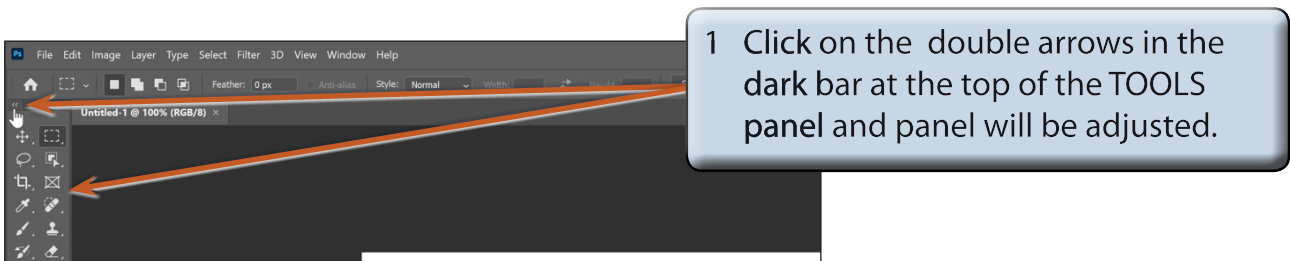 1 Click on the double arrows in the
dark bar at the top of the TOOLS
panel and panel will be adjusted.
Ps File Edit Image Layer Type Select Filter 3D View Window Help
Feather: 0 px Anti-alias Style: Normal Width:
Untitled-1 @ 100% (RGB/8) ×